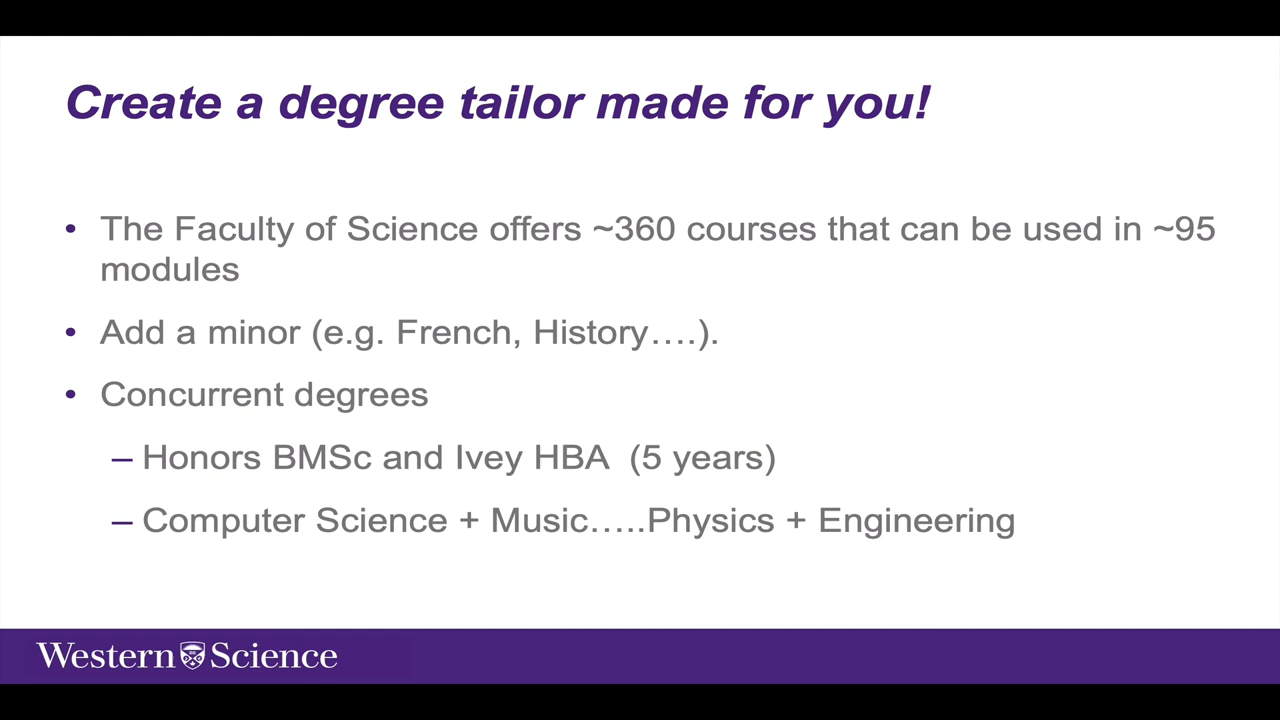 Create a degree tailor made for you!
• The Faculty of Science offers ~360 courses that can be used in ~95
modules
• Add a minor (e.g. French, History….).
• Concurrent degrees
– Honors BMSc and Ivey HBA  (5 years)
– Computer Science + Music…..Physics + Engineering
Western Science